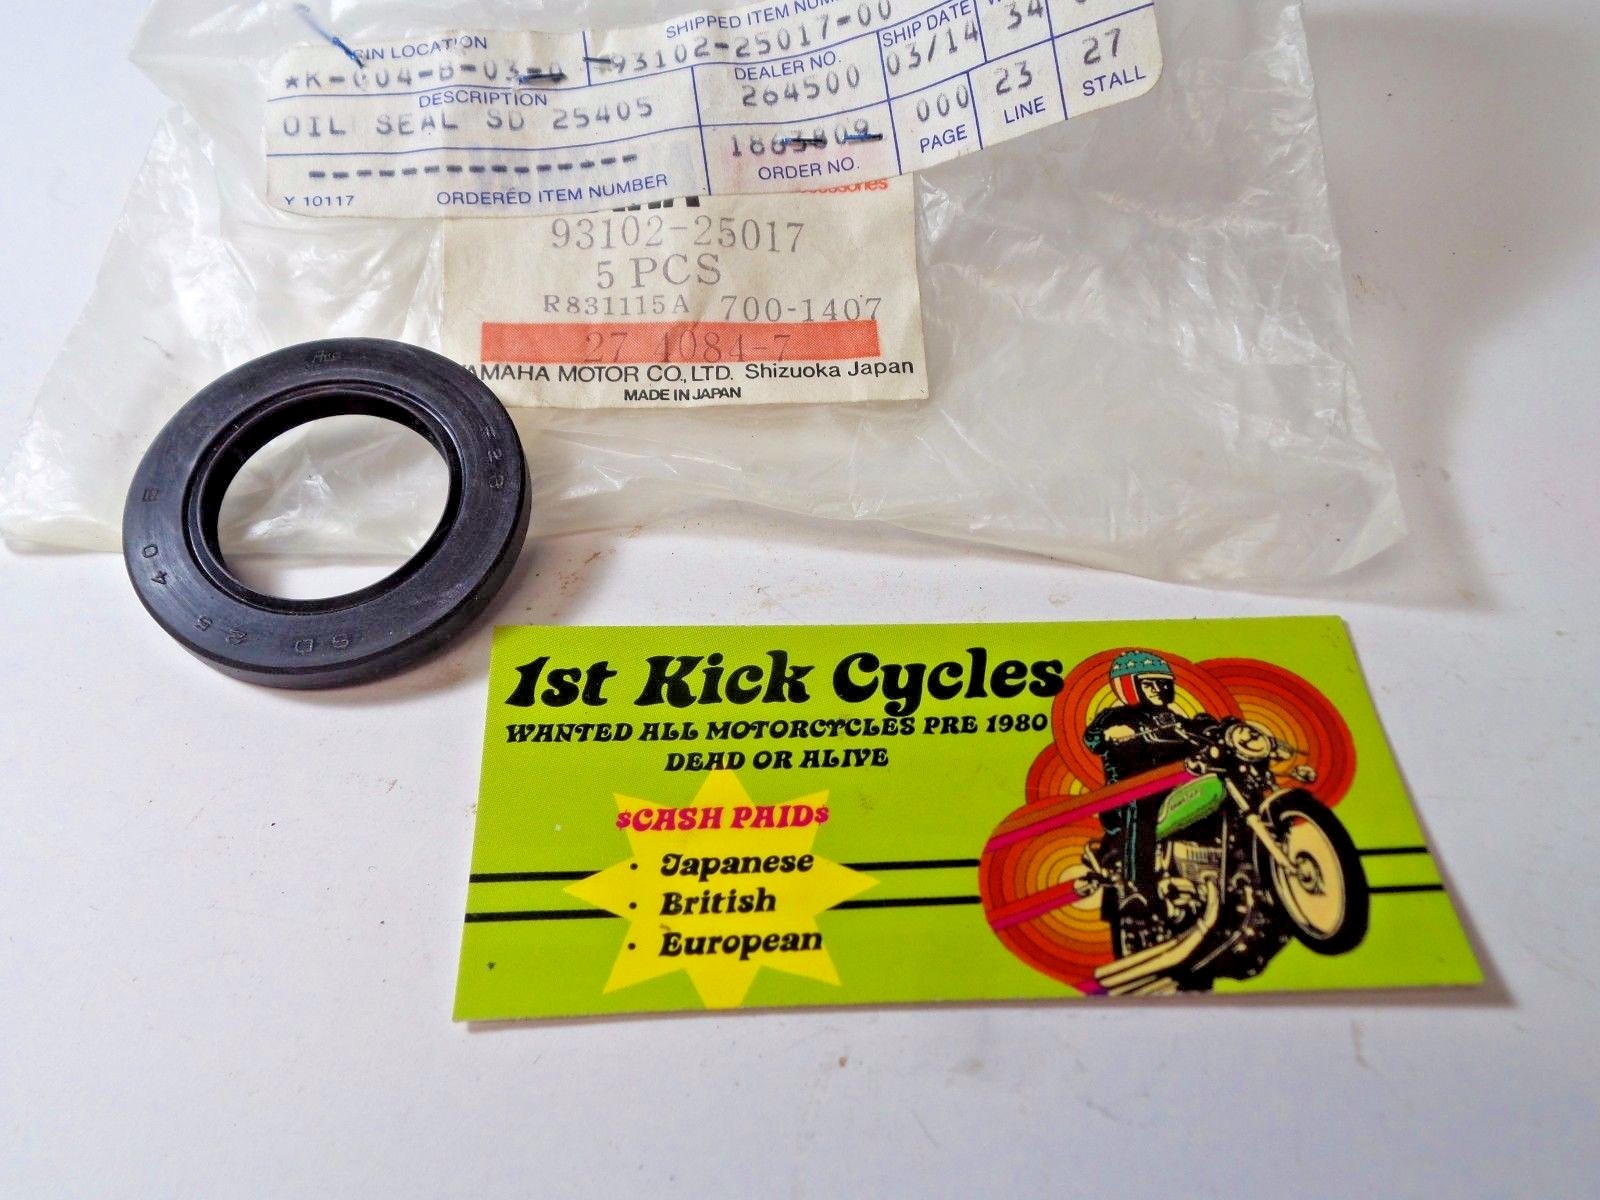 BIN LOCATION
SHIPPED ITEM
SHIP DATE
93102-25017-00
03/14
34
DESCRIPTION
DEALER NO.
OIL SEAL SD 25405
264500
000
PAGE
23
LINE
27
STALL
ORDER NO.
Y 10117
ORDERED ITEM NUMBER
93102-25017
5 PCS
R831115A 700-1407
27 4084-7
YAMAHA MOTOR CO., LTD. Shizuoka Japan
MADE IN JAPAN
SD 25 40
1st Kick Cycles
WANTED ALL MOTORCYCLES PRE 1980
DEAD OR ALIVE
$CASH PAID$
· Japanese
· British
· European